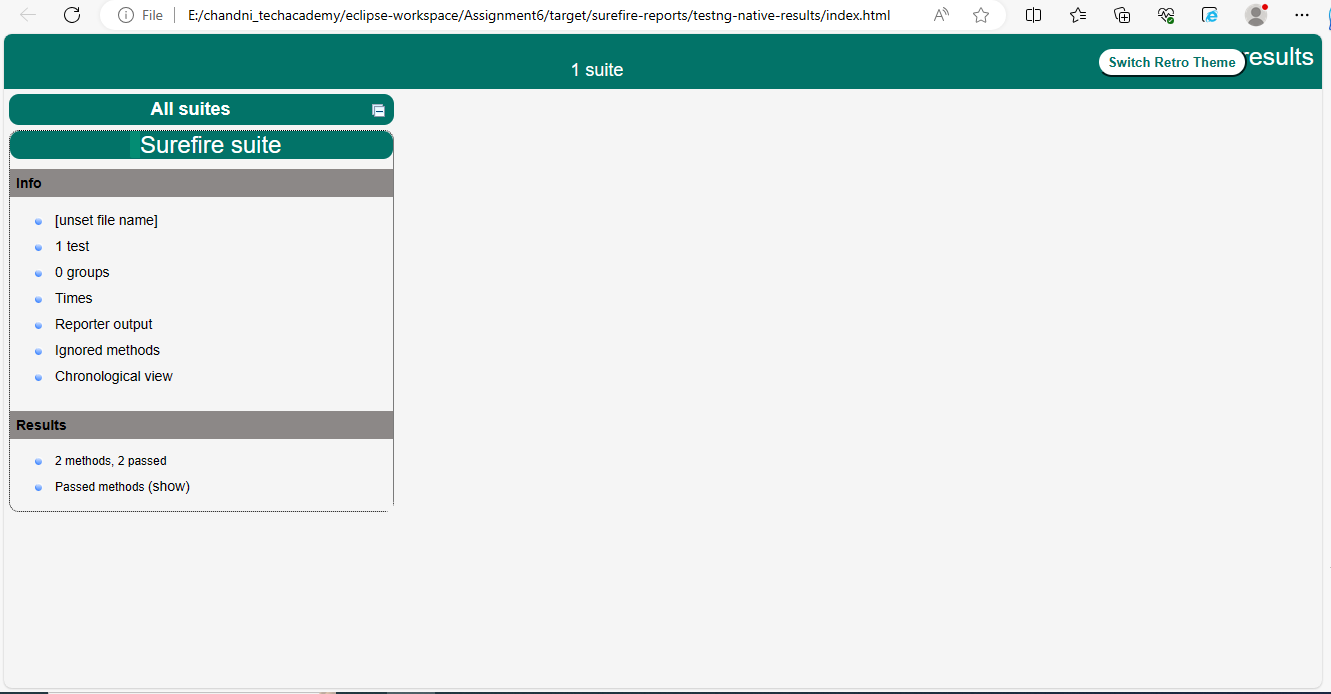 File E:/chandni_techacademy/eclipse-workspace/Assignment6/target/surefire-reports/testng-native-results/index.html
1 suite
Switch Retro Theme
results
All suites
Surefire suite
Info
[unset file name]
1 test
0 groups
Times
Reporter output
Ignored methods
Chronological view
Results
2 methods, 2 passed
Passed methods (show)